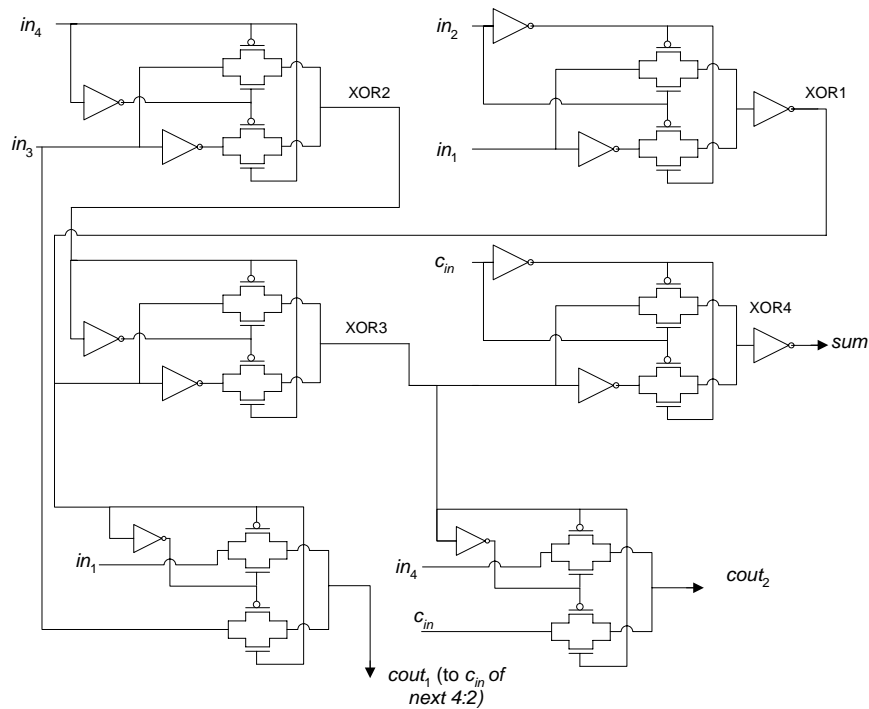 in4
in2
XOR2
XOR1
in3
in1
cin
XOR3
XOR4
sum
in1
in4
cout2
cin
cout1 (to cin of
next 4:2)